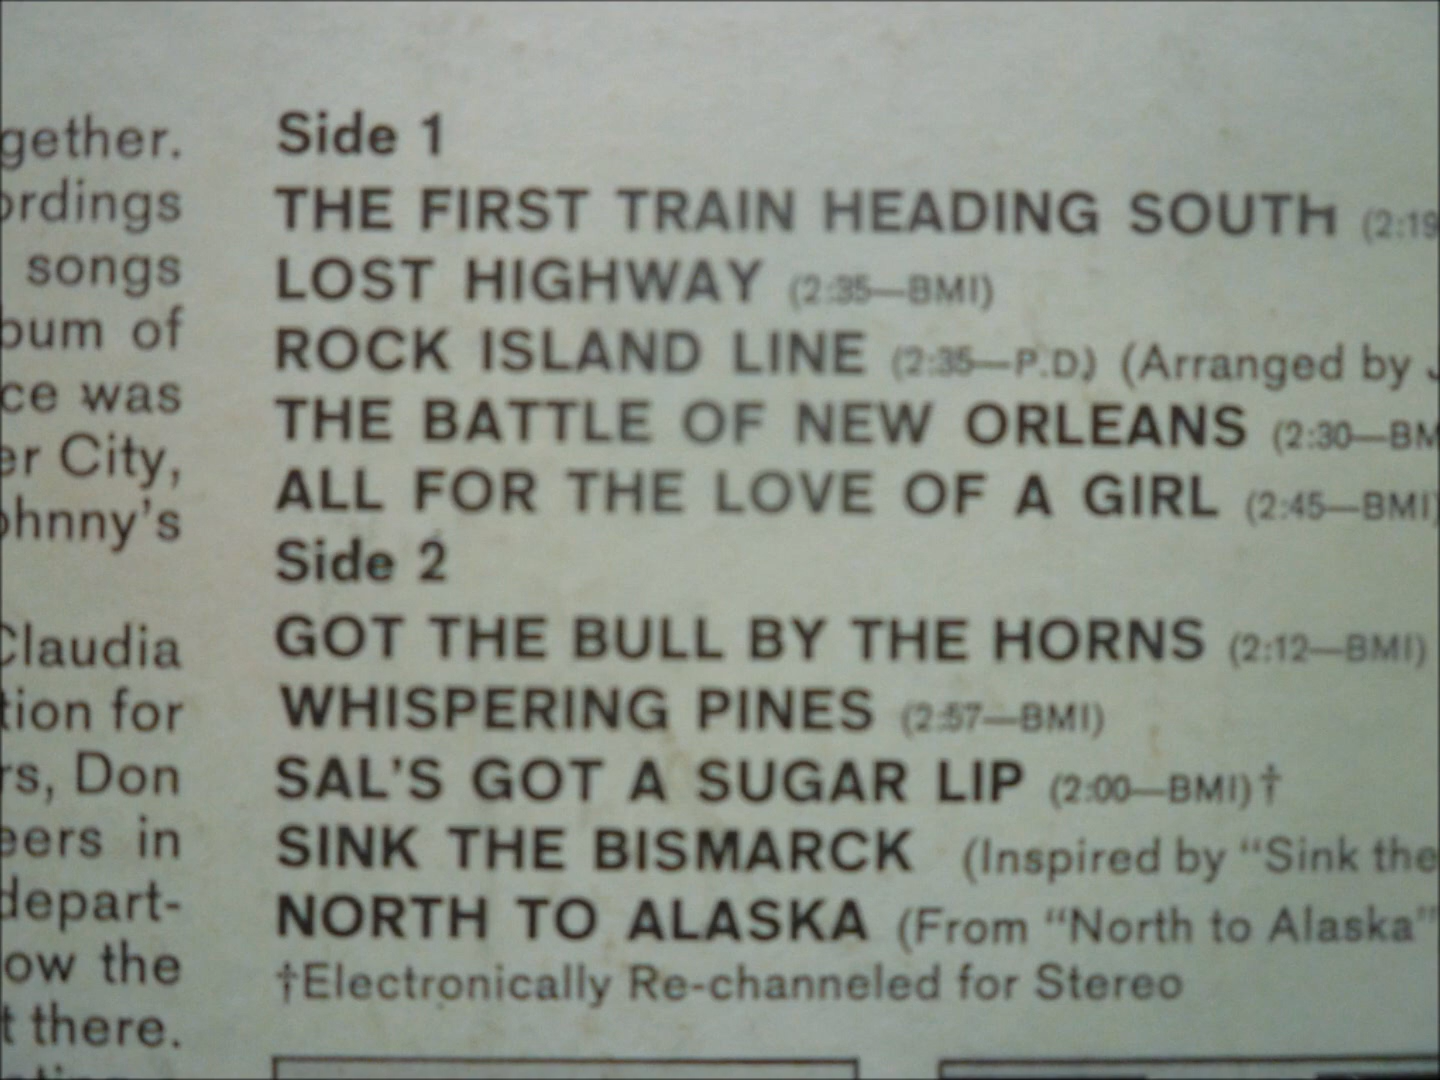 gether.
ordings
songs
bum of
ce was
er City,
ohnny's
Claudia
tion for
rs, Don
eers in
depart-
ow the
t there.
Side 1
THE FIRST TRAIN HEADING SOUTH (2:19
LOST HIGHWAY (2:35—BMI)
ROCK ISLAND LINE (2:35—P.D.) (Arranged by J
THE BATTLE OF NEW ORLEANS (2:30—BM
ALL FOR THE LOVE OF A GIRL (2:45—BMI)
Side 2
GOT THE BULL BY THE HORNS (2:12—BMI)
WHISPERING PINES (2:57—BMI)
SAL'S GOT A SUGAR LIP (2:00—BMI)†
SINK THE BISMARCK (Inspired by "Sink the
NORTH TO ALASKA (From "North to Alaska"
†Electronically Re-channeled for Stereo